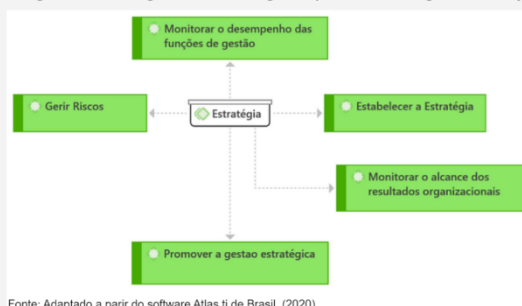 Monitorar o desempenho das
funções de gestão
Gerir Riscos
Estratégia
Estabelecer a Estratégia
Monitorar o alcance dos
resultados organizacionais
Promover a gestao estratégica
Fonte: Adaptado a parir do software Atlas ti de Brasil, (2020)